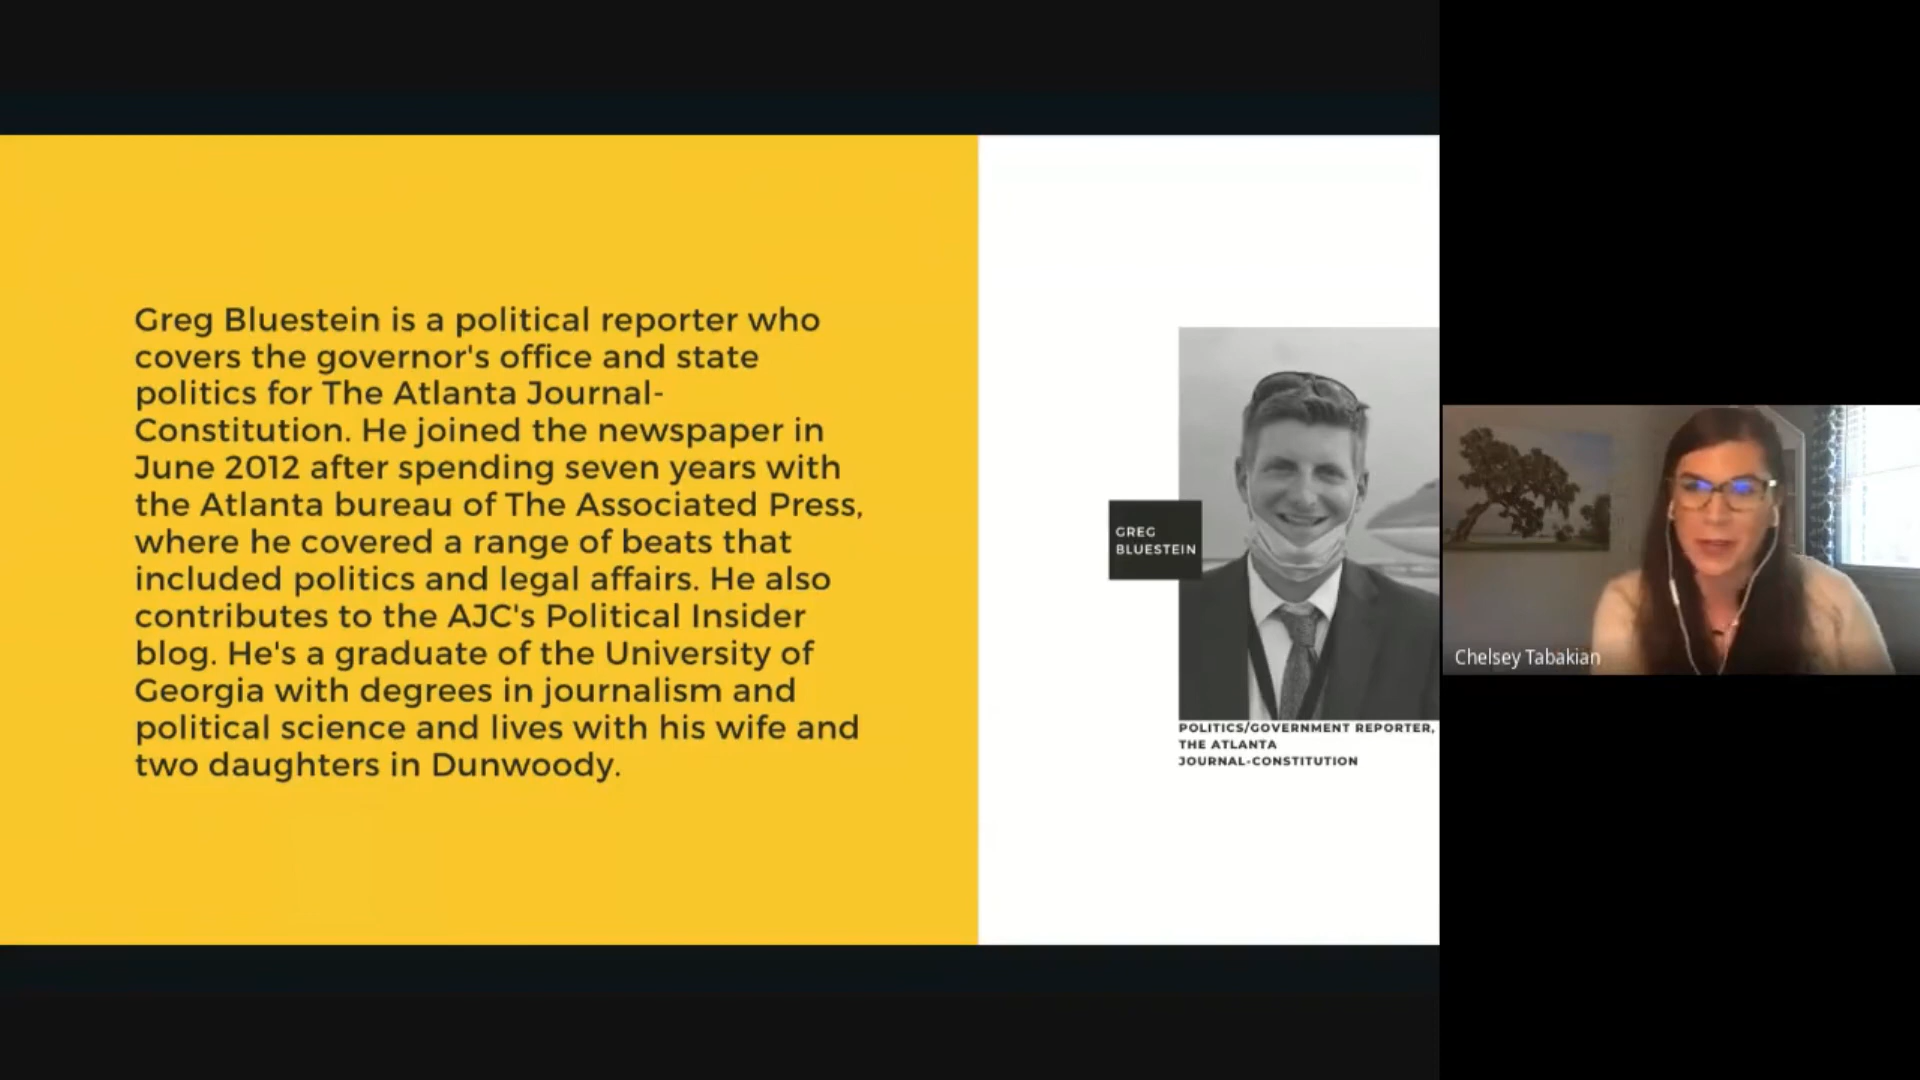 Greg Bluestein is a political reporter who
covers the governor's office and state
politics for The Atlanta Journal-
Constitution. He joined the newspaper in
June 2012 after spending seven years with
the Atlanta bureau of The Associated Press,
where he covered a range of beats that
included politics and legal affairs. He also
contributes to the AJC's Political Insider
blog. He's a graduate of the University of
Georgia with degrees in journalism and
political science and lives with his wife and
two daughters in Dunwoody.
GREG
BLUESTEIN
POLITICS/GOVERNMENT REPORTER,
THE ATLANTA
JOURNAL-CONSTITUTION
Chelsey Tabakian